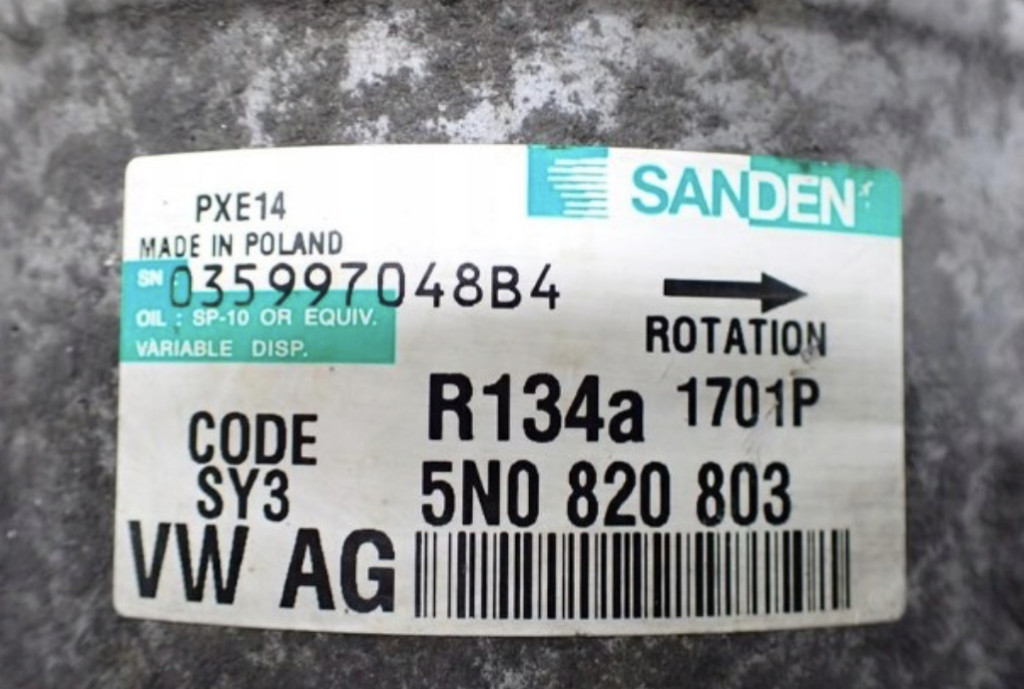 SANDEN
PXE14
MADE IN POLAND
SN 035997048B4
ROTATION
OIL : SP-10 OR EQUIV.
VARIABLE DISP.
R134a 1701P
CODE
SY3
5N0 820 803
VW AG